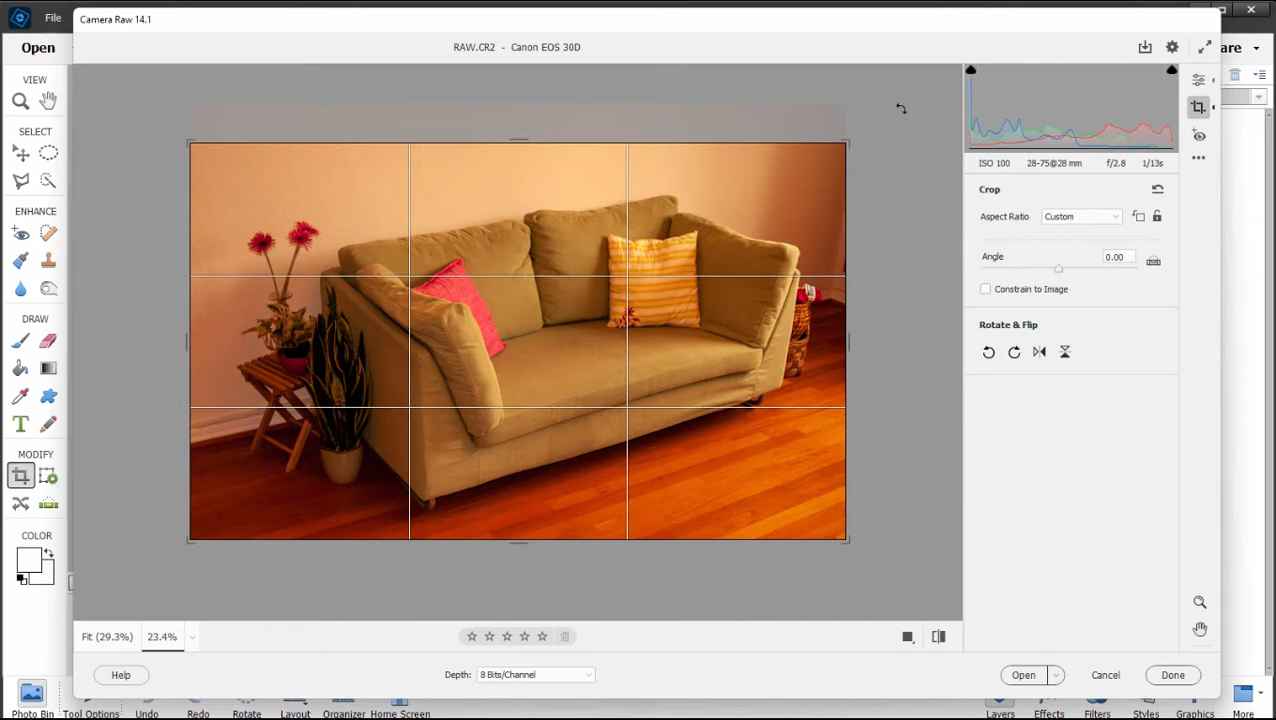 Camera Raw 14.1
File
Open
are
RAW.CR2 - Canon EOS 30D
VIEW
SELECT
ENHANCE
DRAW
MODIFY
COLOR
ISO 100 28-75@28 mm f/2.8 1/13s
Crop
Aspect Ratio Custom
Angle 0.00
Constrain to Image
Rotate & Flip
Fit (29.3%) 23.4%
Help Depth: 8 Bits/Channel Open Cancel Done
Photo Bin Tool Options Undo Redo Rotate Layout Organizer Home Screen Layers Effects Filters Styles Graphics More